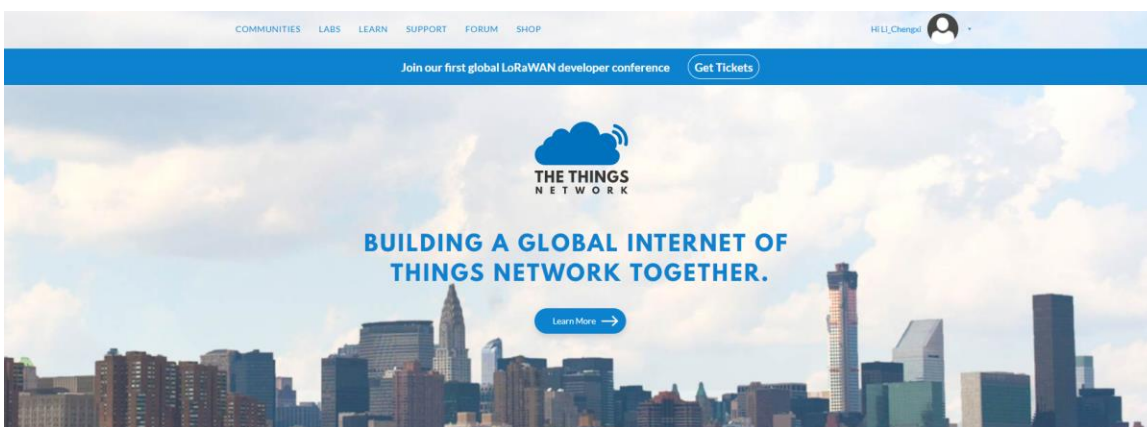 COMMUNITIES LABS LEARN SUPPORT FORUM SHOP Hi Li_Chengxi
Join our first global LoRaWAN developer conference Get Tickets
THE THINGS
NETWORK
BUILDING A GLOBAL INTERNET OF
THINGS NETWORK TOGETHER.
Learn More